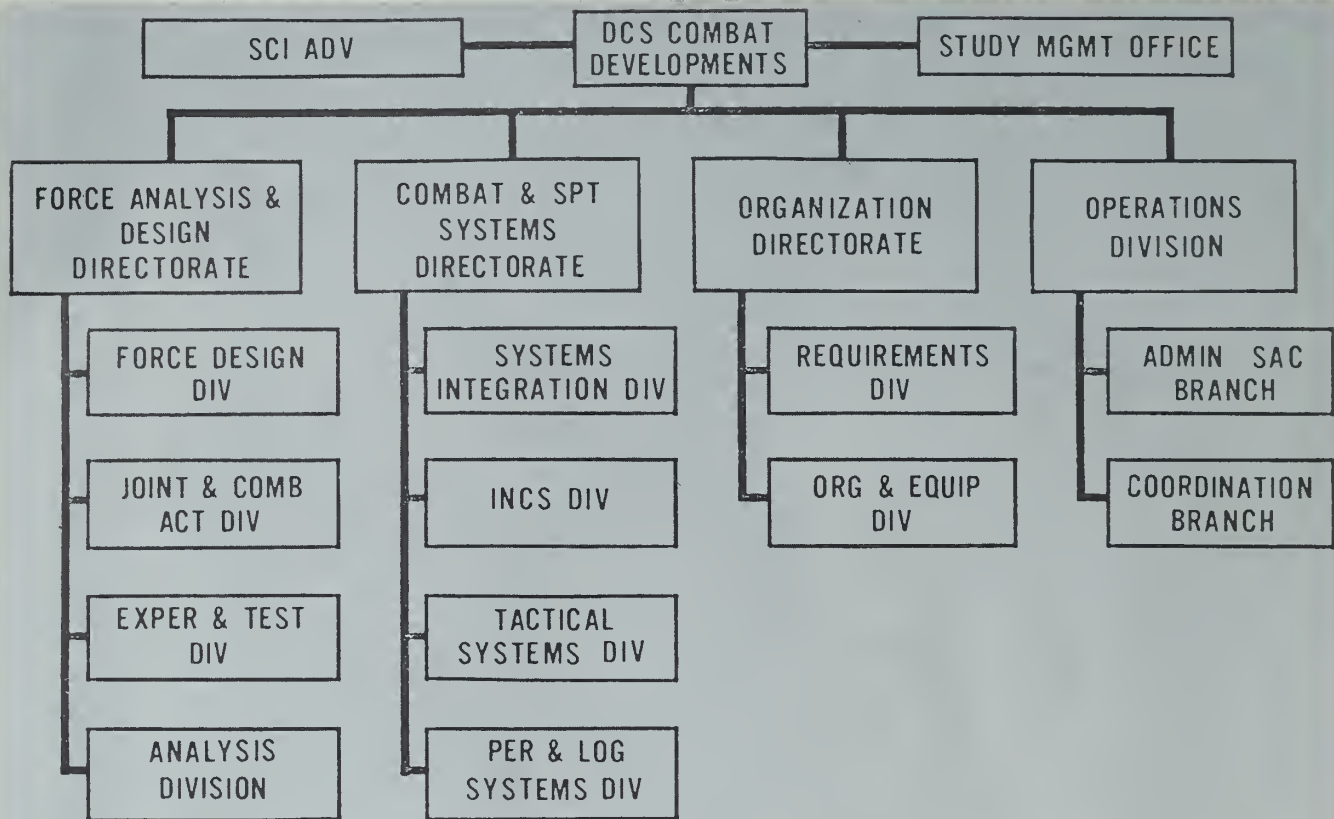 SCI ADV
DCS COMBAT
DEVELOPMENTS
STUDY MGMT OFFICE
FORCE ANALYSIS &
DESIGN
DIRECTORATE
COMBAT & SPT
SYSTEMS
DIRECTORATE
ORGANIZATION
DIRECTORATE
OPERATIONS
DIVISION
FORCE DESIGN
DIV
SYSTEMS
INTEGRATION DIV
REQUIREMENTS
DIV
ADMIN SAC
BRANCH
JOINT & COMB
ACT DIV
INCS DIV
ORG & EQUIP
DIV
COORDINATION
BRANCH
EXPER & TEST
DIV
TACTICAL
SYSTEMS DIV
ANALYSIS
DIVISION
PER & LOG
SYSTEMS DIV